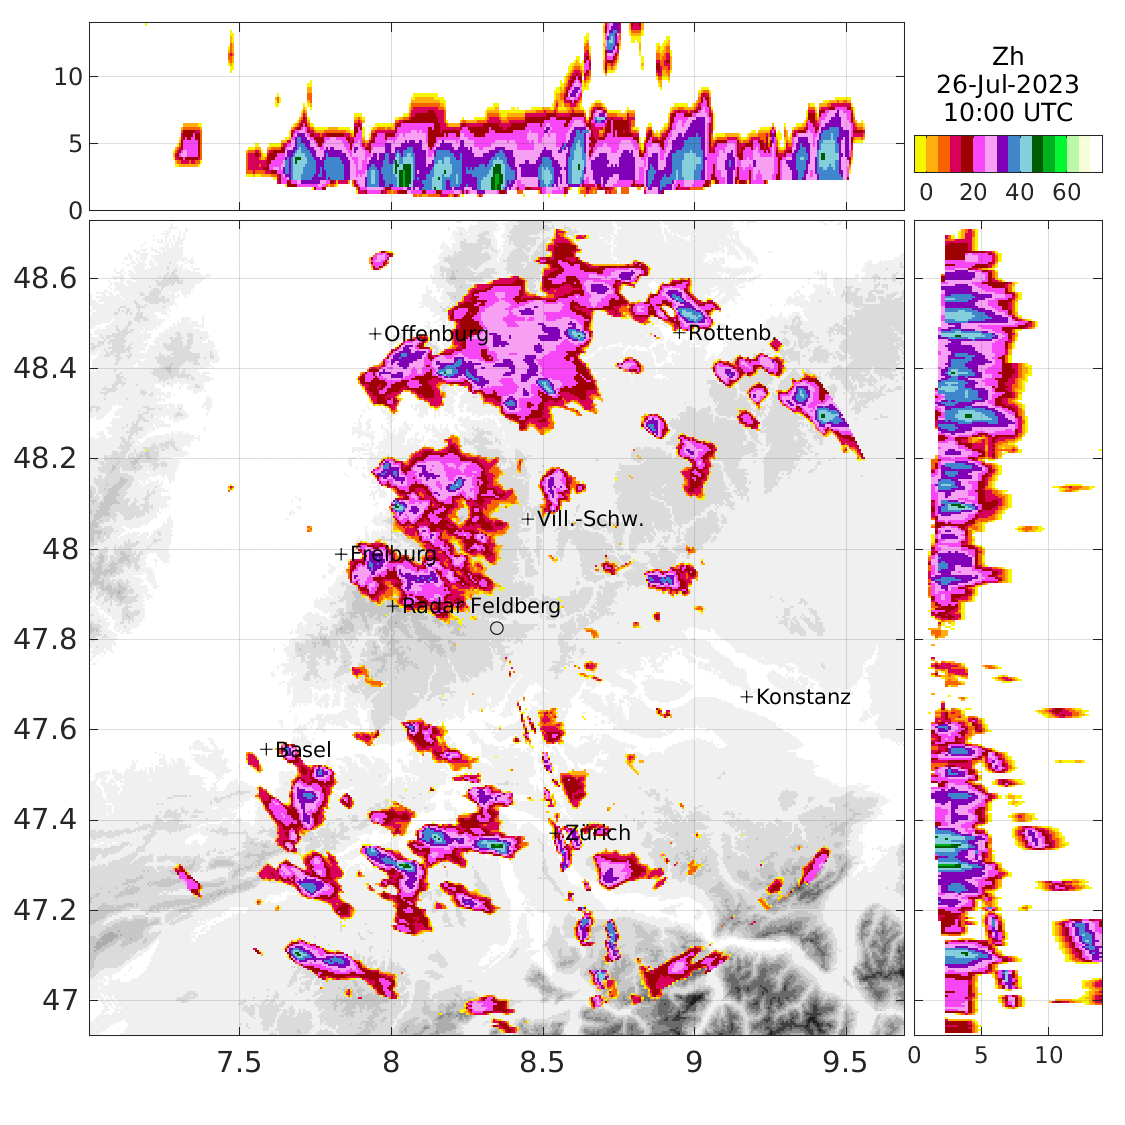 10
5
0
Zh
26-Jul-2023
10:00 UTC
0 20 40 60
48.6
48.4
48.2
48
47.8
47.6
47.4
47.2
47
+Offenburg
+Rottenb.
+Vill.-Schw.
+Freiburg
+Radar Feldberg
+Konstanz
+Basel
+Zürich
7.5 8 8.5 9 9.5
0 5 10